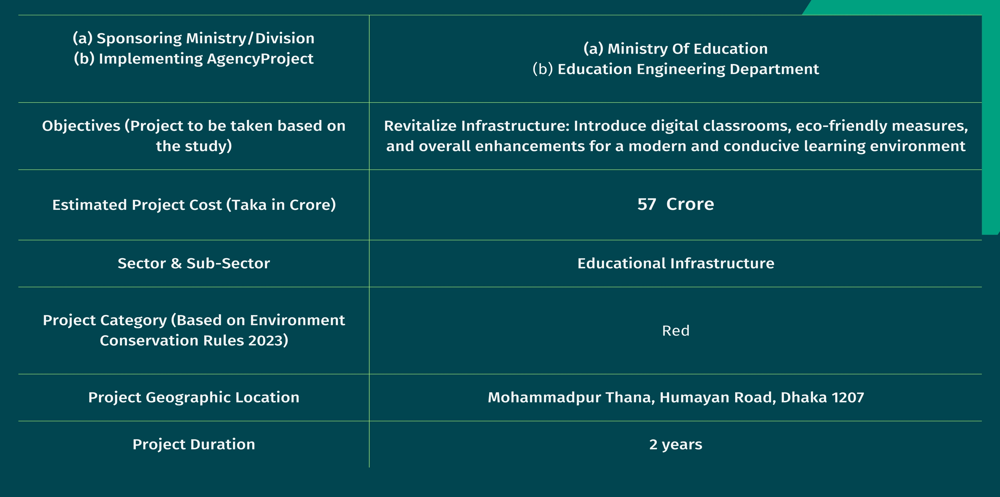 (a) Sponsoring Ministry/Division
(b) Implementing AgencyProject
(a) Ministry Of Education
(b) Education Engineering Department
Objectives (Project to be taken based on
the study)
Revitalize Infrastructure: Introduce digital classrooms, eco-friendly measures,
and overall enhancements for a modern and conducive learning environment
Estimated Project Cost (Taka in Crore)
57 Crore
Sector & Sub-Sector
Educational Infrastructure
Project Category (Based on Environment
Conservation Rules 2023)
Red
Project Geographic Location
Mohammadpur Thana, Humayan Road, Dhaka 1207
Project Duration
2 years